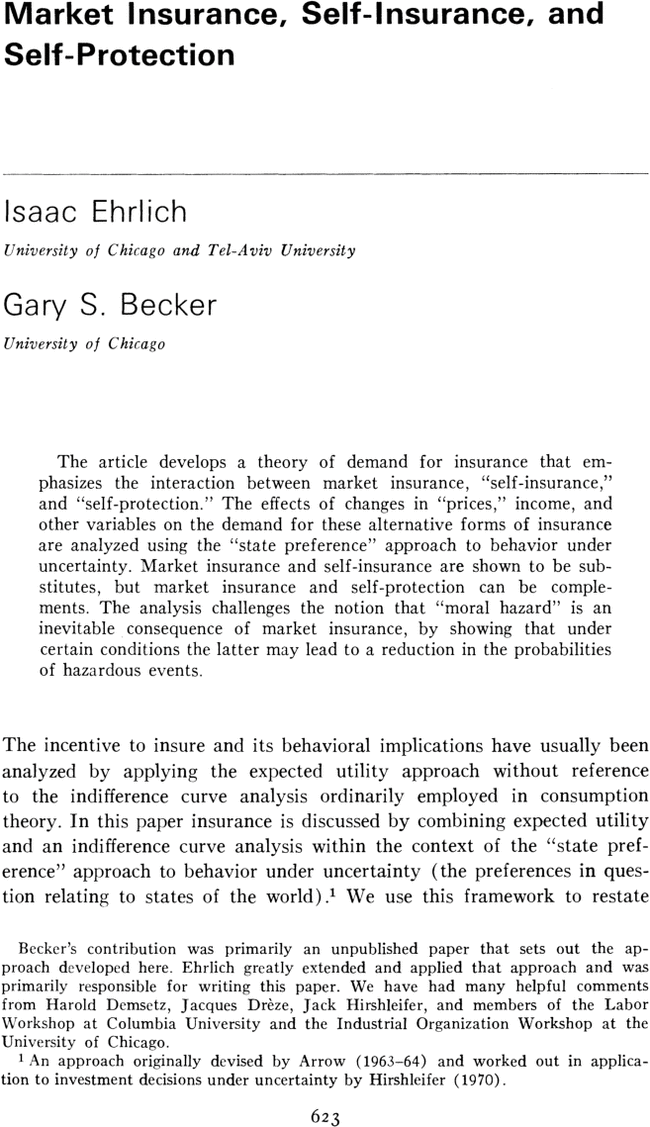 Market Insurance, Self-Insurance, and
Self-Protection
Isaac Ehrlich
University of Chicago and Tel-Aviv University
Gary S. Becker
University of Chicago
The article develops a theory of demand for insurance that em-
phasizes the interaction between market insurance, “self-insurance,”
and “self-protection.” The effects of changes in “prices,” income, and
other variables on the demand for these alternative forms of insurance
are analyzed using the “state preference” approach to behavior under
uncertainty. Market insurance and self-insurance are shown to be sub-
stitutes, but market insurance and self-protection can be comple-
ments. The analysis challenges the notion that “moral hazard” is an
inevitable consequence of market insurance, by showing that under
certain conditions the latter may lead to a reduction in the probabilities
of hazardous events.
The incentive to insure and its behavioral implications have usually been
analyzed by applying the expected utility approach without reference
to the indifference curve analysis ordinarily employed in consumption
theory. In this paper insurance is discussed by combining expected utility
and an indifference curve analysis within the context of the “state pref-
erence” approach to behavior under uncertainty (the preferences in ques-
tion relating to states of the world).¹ We use this framework to restate
Becker’s contribution was primarily an unpublished paper that sets out the ap-
proach developed here. Ehrlich greatly extended and applied that approach and was
primarily responsible for writing this paper. We have had many helpful comments
from Harold Demsetz, Jacques Drèze, Jack Hirshleifer, and members of the Labor
Workshop at Columbia University and the Industrial Organization Workshop at the
University of Chicago.
¹ An approach originally devised by Arrow (1963–64) and worked out in applica-
tion to investment decisions under uncertainty by Hirshleifer (1970).
623